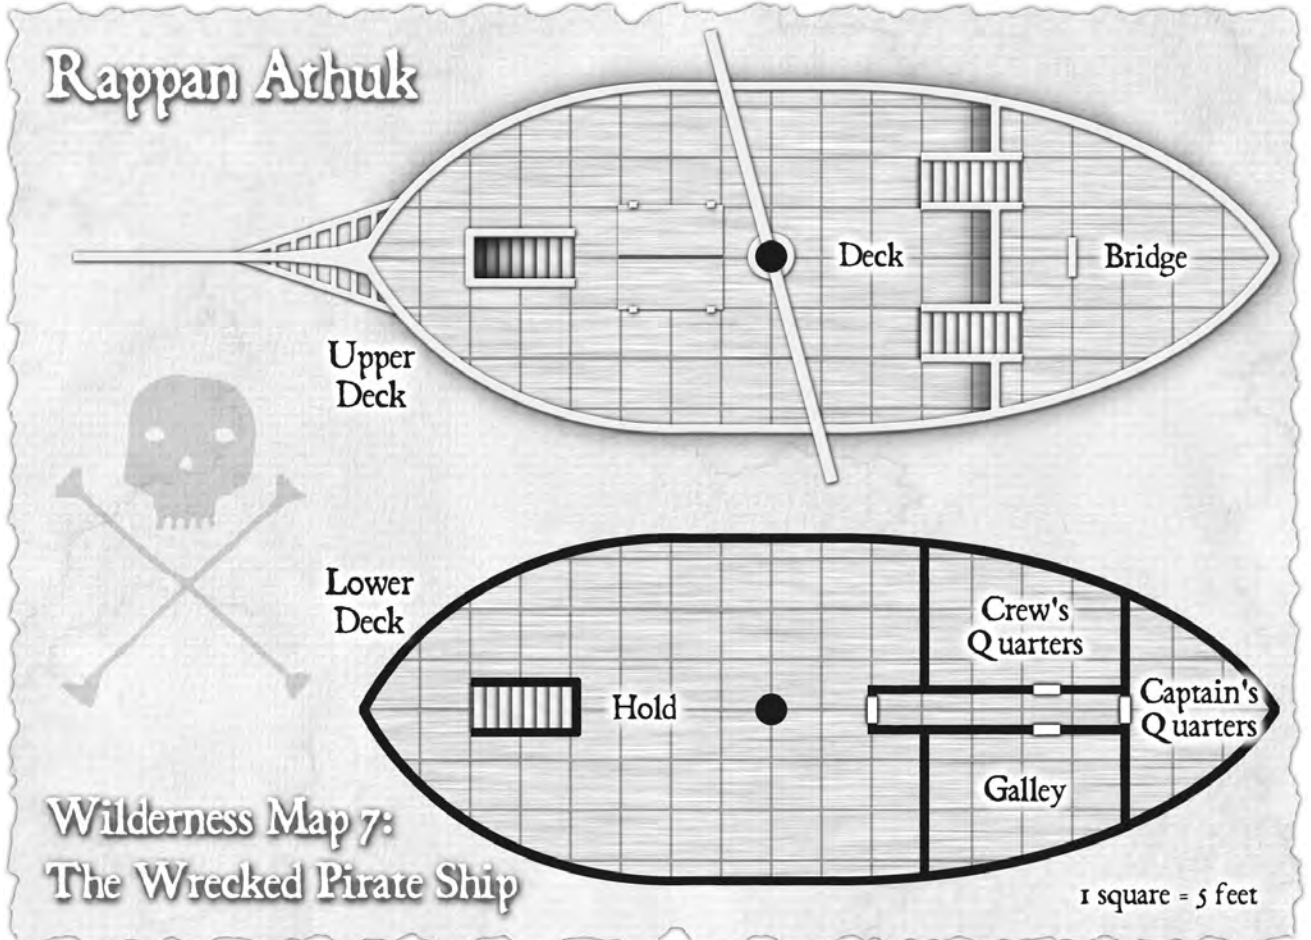 Rappan Athuk
Deck
Bridge
Upper
Deck
Lower
Deck
Crew's
Quarters
Hold
Captain's
Quarters
Galley
Wilderness Map 7:
The Wrecked Pirate Ship
1 square = 5 feet